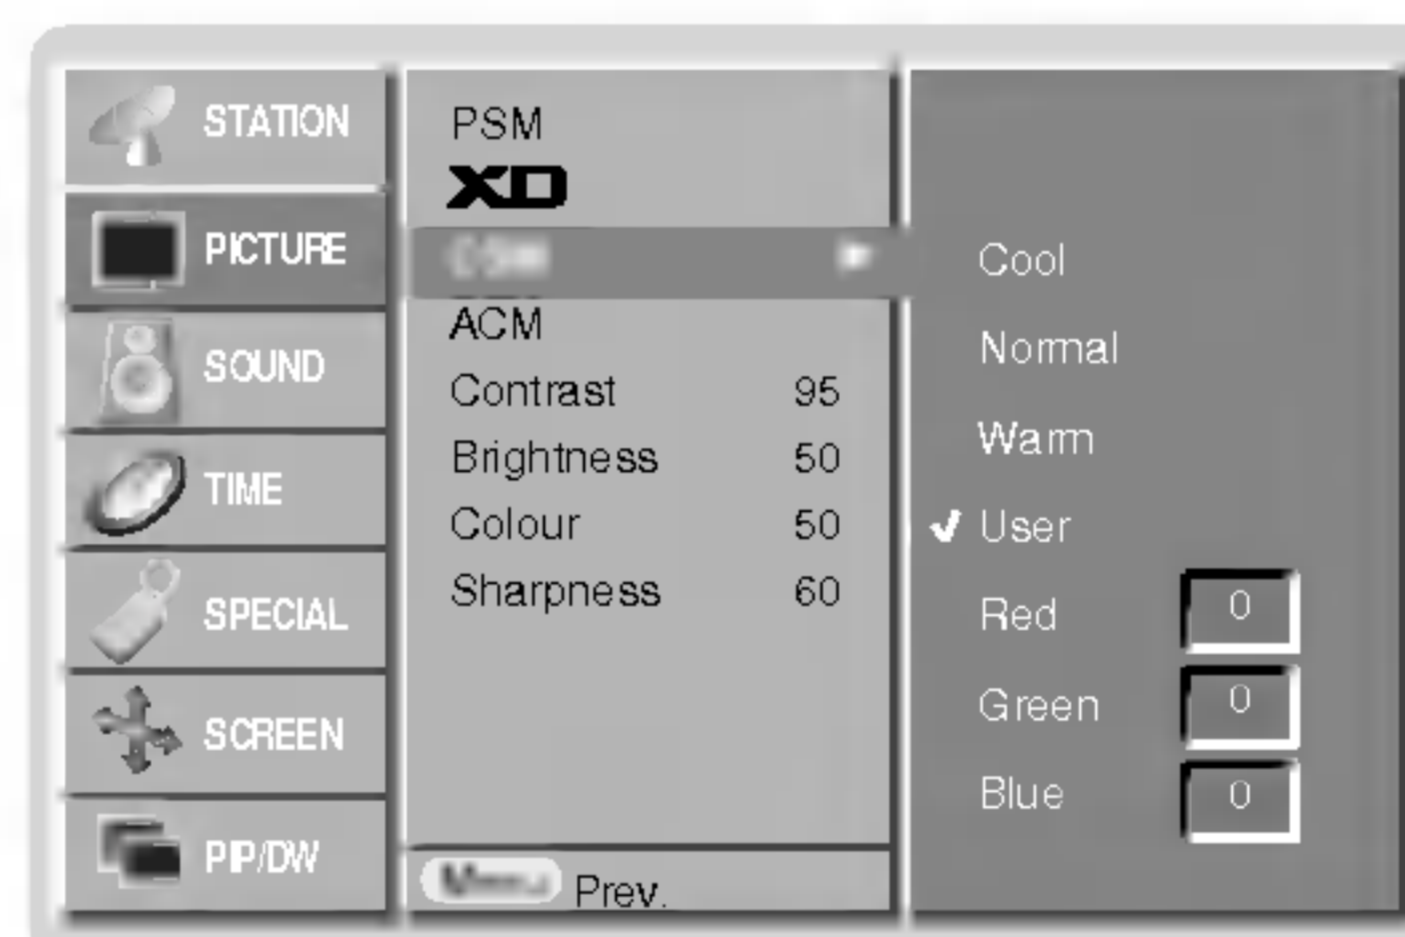 STATION
PICTURE
SOUND
TIME
SPECIAL
SCREEN
PIP/DW
PSM
XD
ACM
Contrast 95
Brightness 50
Colour 50
Sharpness 60
Prev.
Cool
Normal
Warm
User
Red 0
Green 0
Blue 0